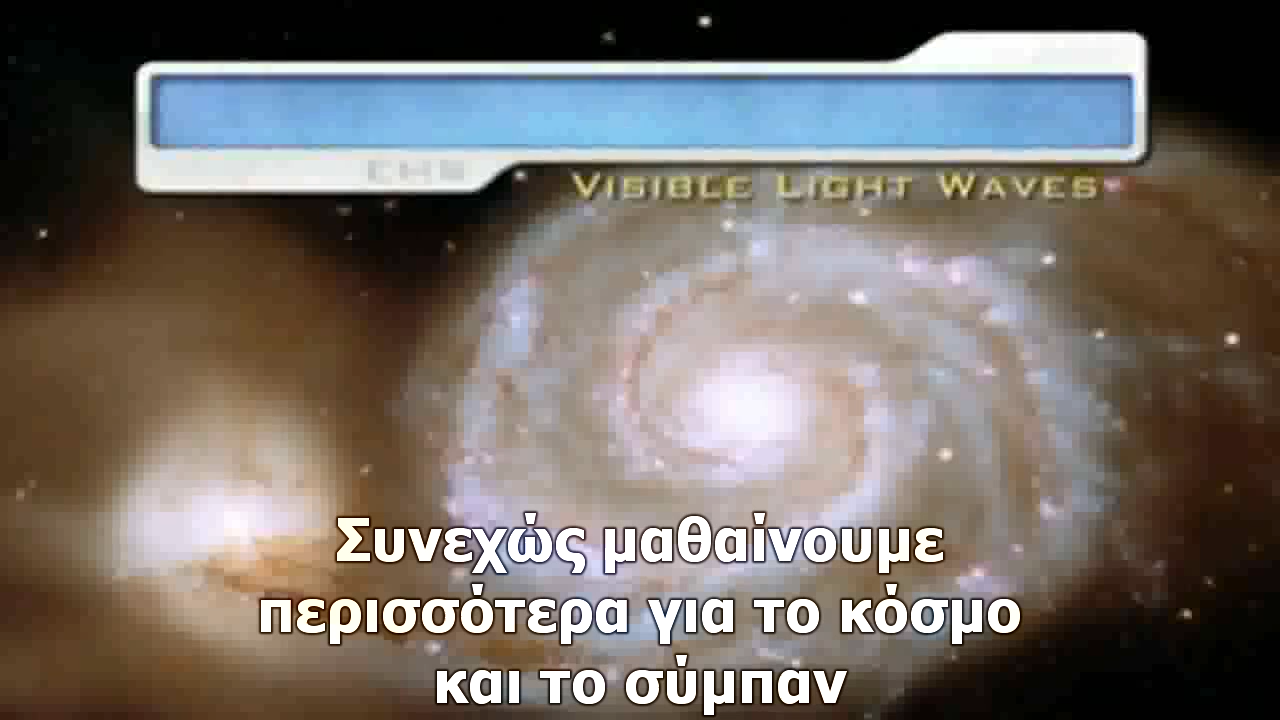 VISIBLE LIGHT WAVES
Συνεχώς μαθαίνουμε
περισσότερα για το κόσμο
και το σύμπαν